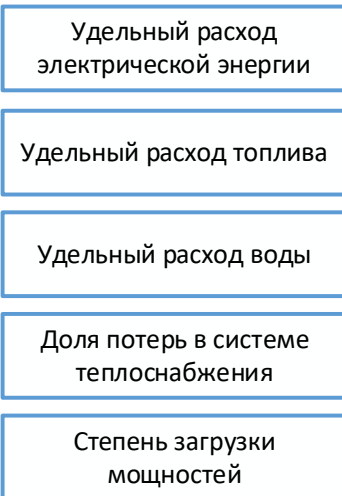 Удельный расход
электрической энергии
Удельный расход топлива
Удельный расход воды
Доля потерь в системе
теплоснабжения
Степень загрузки
мощностей